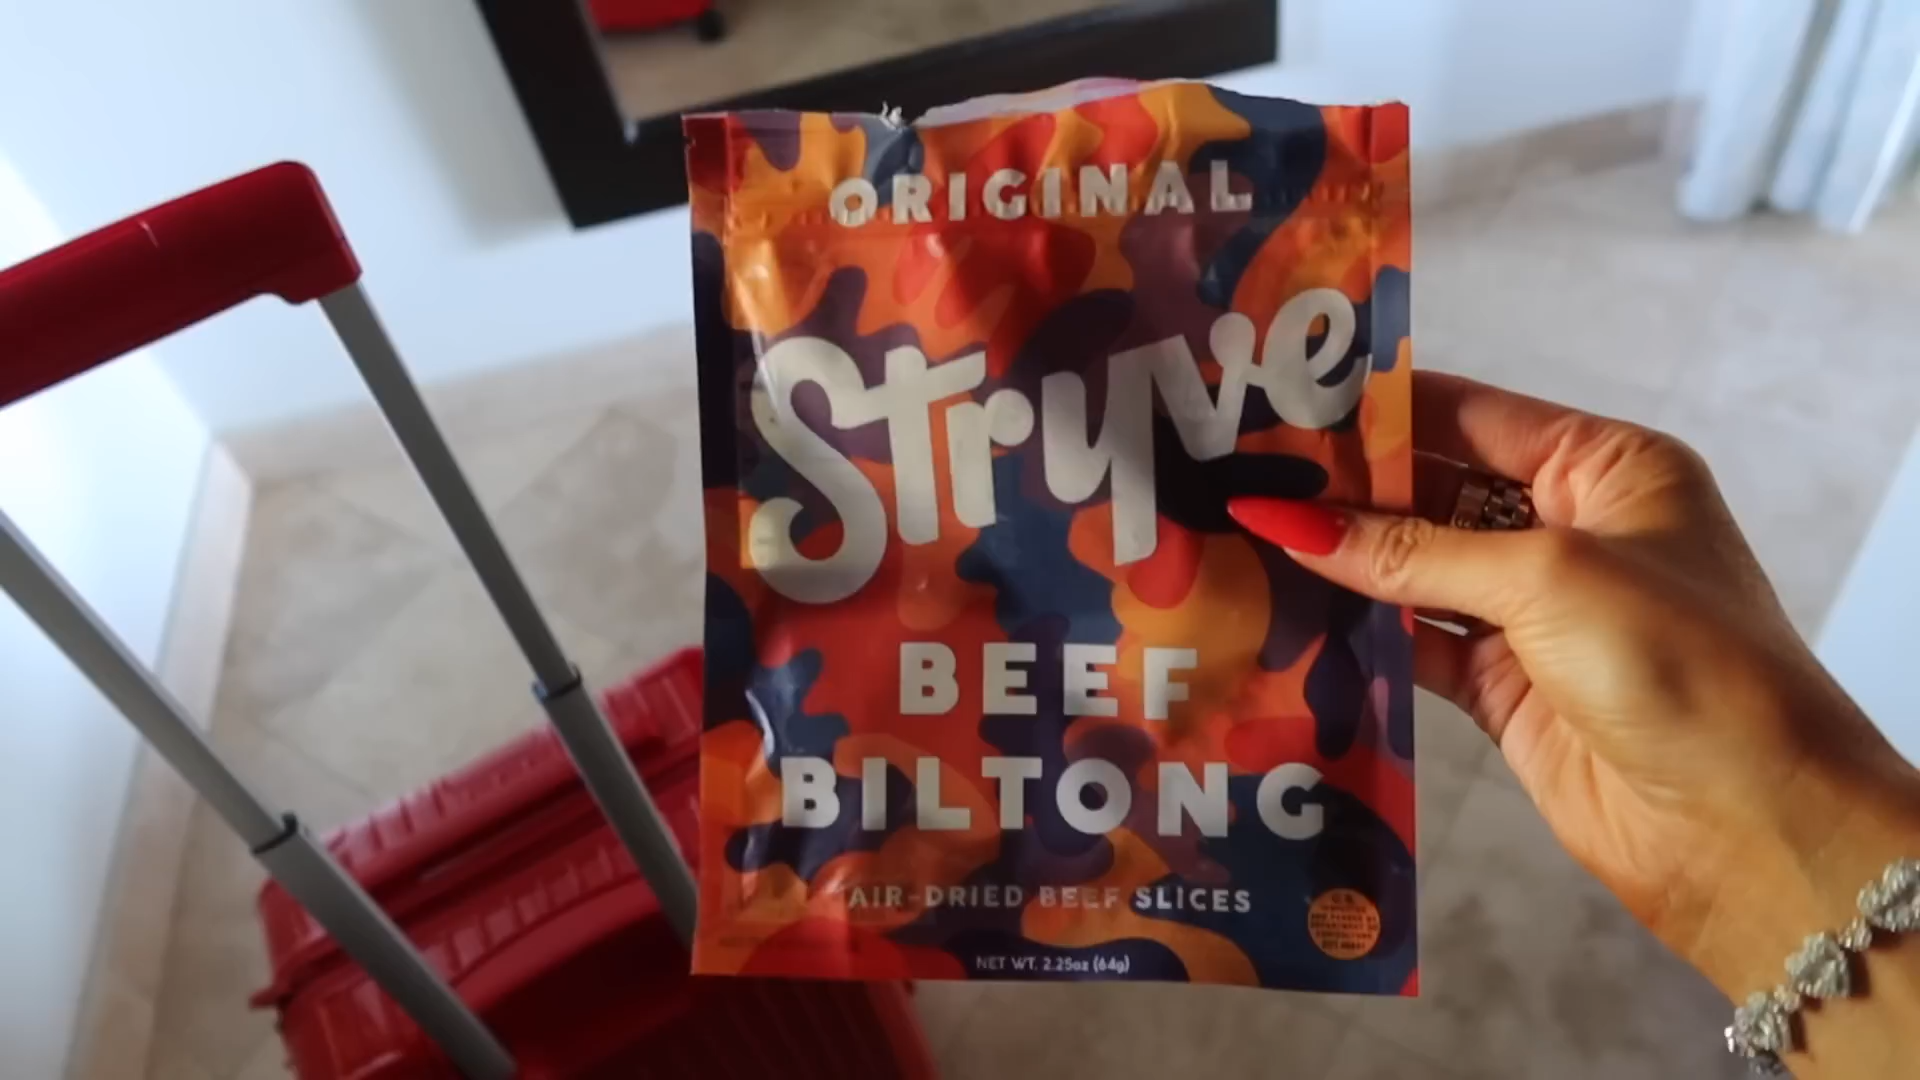 ORIGINAL
Stryve
BEEF
BILTONG
AIR-DRIED BEEF SLICES
NET WT. 2.25oz (64g)